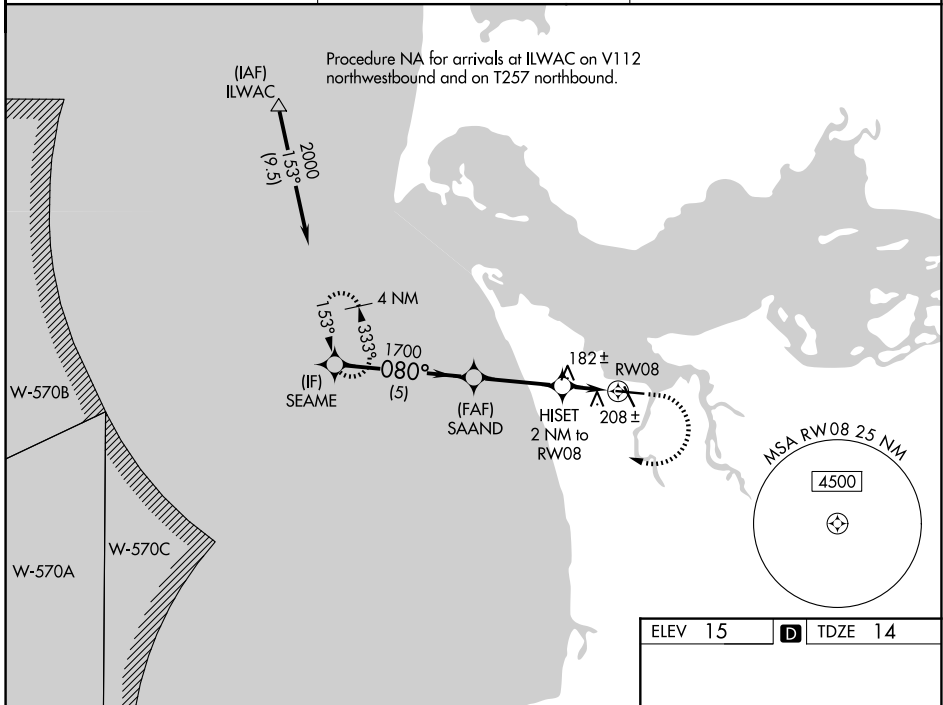 Procedure NA for arrivals at ILWAC on V112
northwestbound and on T257 northbound.
(IAF)
ILWAC
2000
153°
(9.5)
4 NM
153°
333°
1700
080°
(5)
(IF)
SEAME
(FAF)
SAAND
182±
RW08
HISET
2 NM to
RW08
208±
W-570B
W-570C
W-570A
MSA RW08 25 NM
4500
ELEV 15 D TDZE 14